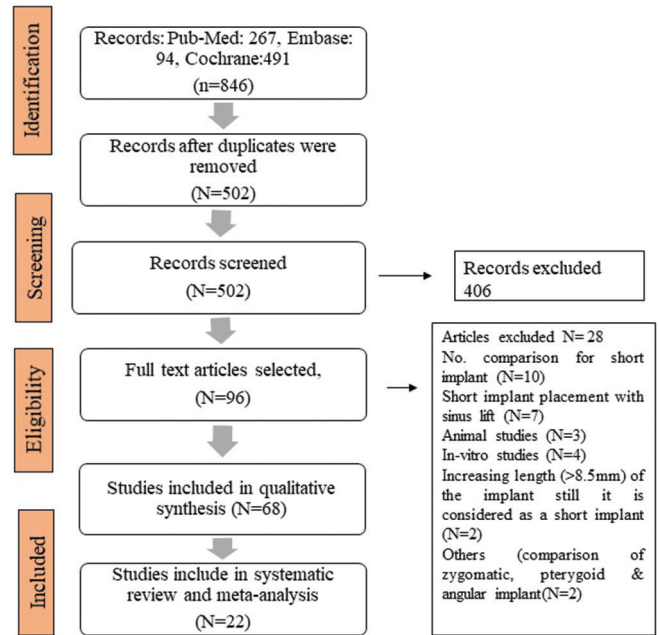 Identification
Records: Pub-Med: 267, Embase:
94, Cochrane:491
(n=846)
Records after duplicates were
removed
(N=502)
Screening
Records screened
(N=502)
Records excluded
406
Eligibility
Full text articles selected,
(N=96)
Articles excluded N= 28
No. comparison for short
implant (N=10)
Short implant placement with
sinus lift (N=7)
Animal studies (N=3)
In-vitro studies (N=4)
Increasing length (>8.5mm) of
the implant still it is
considered as a short implant
(N=2)
Others (comparison of
zygomatic, pterygoid &
angular implant(N=2)
Studies included in qualitative
synthesis (N=68)
Included
Studies include in systematic
review and meta-analysis
(N=22)